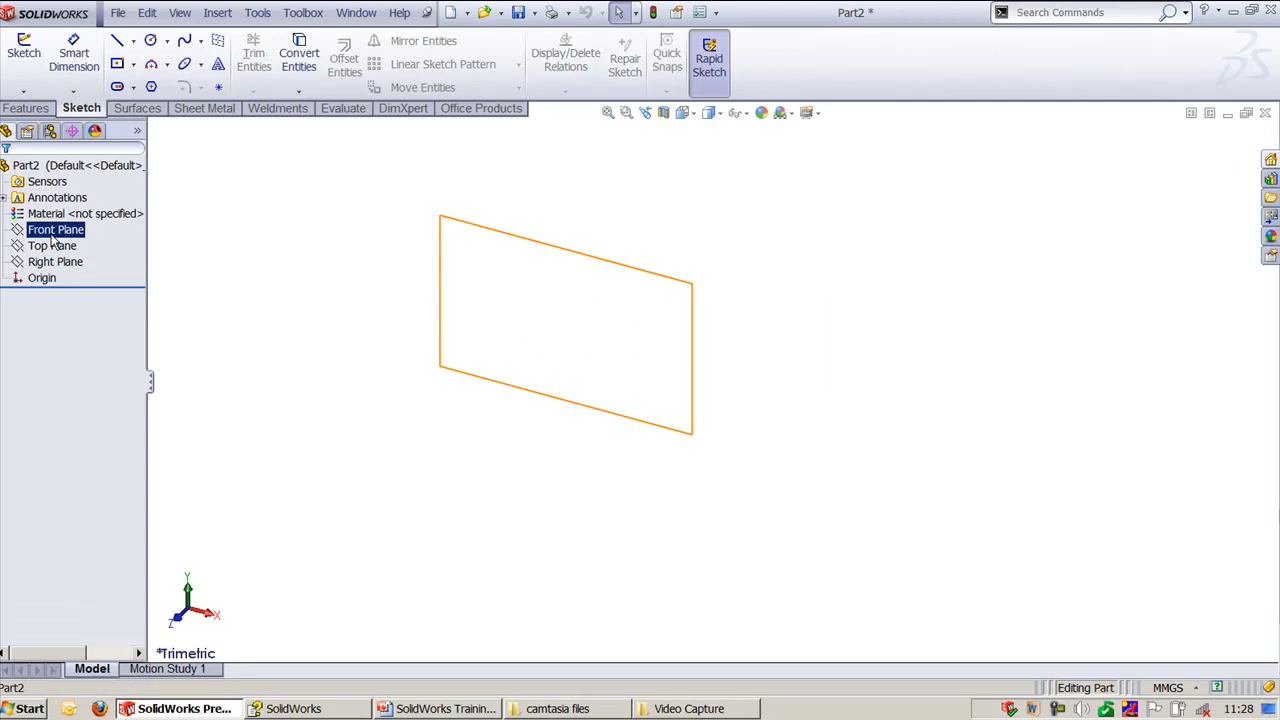 SOLIDWORKS File Edit View Insert Tools Toolbox Window Help Part2 * Search Commands
Sketch Smart Dimension Trim Entities Convert Entities Offset Entities Mirror Entities Linear Sketch Pattern Move Entities Display/Delete Relations Repair Sketch Quick Snaps Rapid Sketch
Features Sketch Surfaces Sheet Metal Weldments Evaluate DimXpert Office Products
Part2 (Default<<Default>_
Sensors
Annotations
Material <not specified>
Front Plane
Top Plane
Right Plane
Origin
Y
X
Z
*Trimetric
Model Motion Study 1
Part2 Editing Part MMGS
Start SolidWorks Pre... SolidWorks SolidWorks Trainin... camtasia files Video Capture 11:28